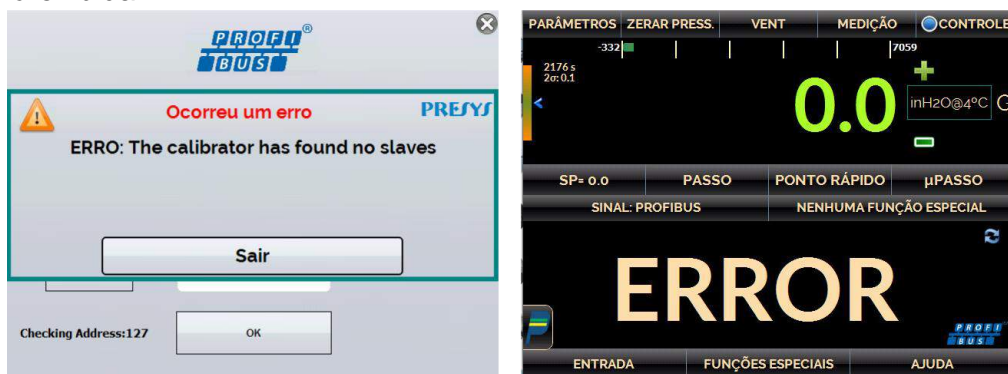 PROFI®
BUS
Ocorreu um erro
PRESYS
ERRO: The calibrator has found no slaves
Sair
Checking Address:127
OK
PARÂMETROS ZERAR PRESS. VENT MEDIÇÃO CONTROLE
-332 7059
2176 s
2σ: 0.1
0.0
inH2O@4ºC
SP= 0.0 PASSO PONTO RÁPIDO µPASSO
SINAL: PROFIBUS NENHUMA FUNÇÃO ESPECIAL
ERROR
PROFI
BUS
ENTRADA FUNÇÕES ESPECIAIS AJUDA